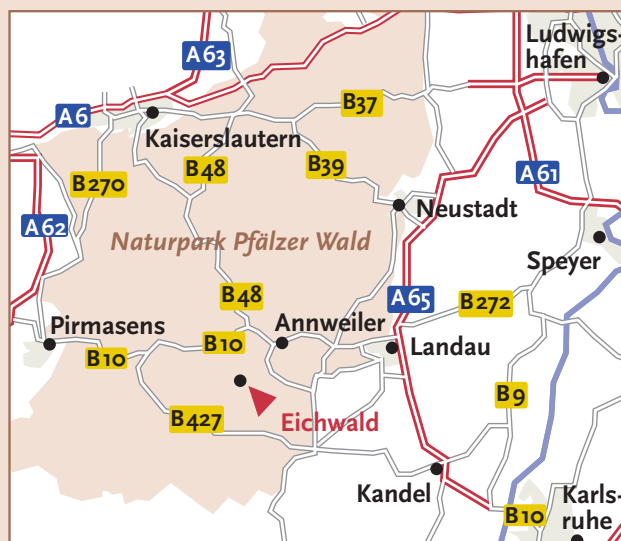 Ludwigs-
hafen
A63
A6
B37
Kaiserslautern
B48
B39
A61
B270
Neustadt
A62
Naturpark Pfälzer Wald
Speyer
B48
A65
B272
Pirmasens
B10
B10
Annweiler
Landau
B9
B427
Eichwald
Kandel
Karls-
ruhe
B10